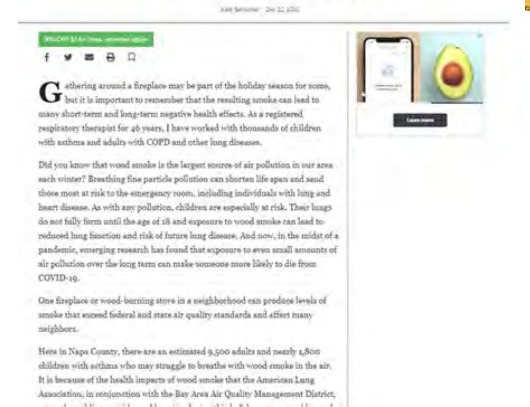 Gathering around a fireplace may be part of the holiday season for some,
but it is important to remember that the resulting smoke can lead to
many short-term and long-term negative health effects. As a registered
respiratory therapist for 46 years, I have worked with thousands of children
with asthma and adults with COPD and other lung diseases.
Did you know that wood smoke is the largest source of air pollution in our area
each winter? Breathing fine particle pollution can shorten life span and send
those most at risk to the emergency room, including individuals with lung and
heart disease. As with any pollution, children are especially at risk. Their lungs
do not fully form until the age of 18 and exposure to wood smoke can lead to
reduced lung function and risk of future lung disease. And now, in the midst of a
pandemic, emerging research has found that exposure to even small amounts of
air pollution over the long term can make someone more likely to die from
COVID-19.
One fireplace or wood-burning stove in a neighborhood can produce levels of
smoke that exceed federal and state air quality standards and affect many
neighbors.
Here in Napa County, there are an estimated 9,500 adults and nearly 4,800
children with asthma who may struggle to breathe with wood smoke in the air.
It is because of the health impacts of wood smoke that the American Lung
Association, in conjunction with the Bay Area Air Quality Management District,
Learn more